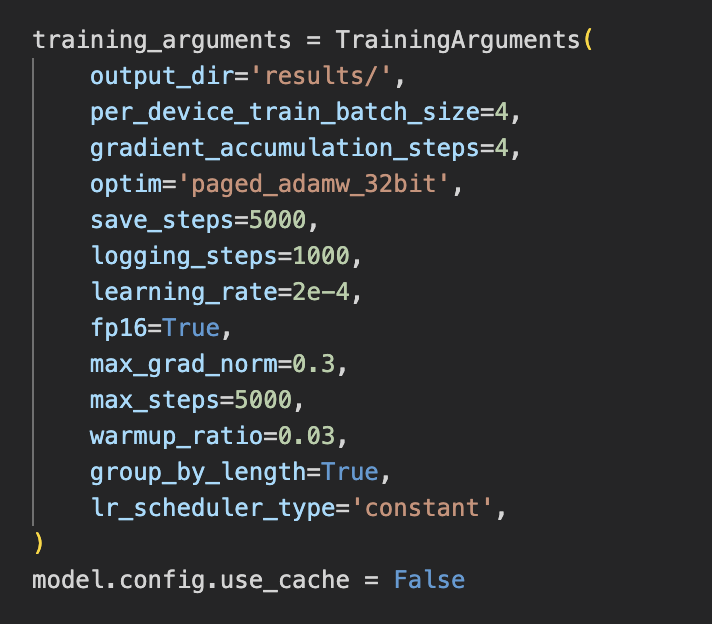 training_arguments = TrainingArguments(
    output_dir='results/',
    per_device_train_batch_size=4,
    gradient_accumulation_steps=4,
    optim='paged_adamw_32bit',
    save_steps=5000,
    logging_steps=1000,
    learning_rate=2e-4,
    fp16=True,
    max_grad_norm=0.3,
    max_steps=5000,
    warmup_ratio=0.03,
    group_by_length=True,
    lr_scheduler_type='constant',
)
model.config.use_cache = False